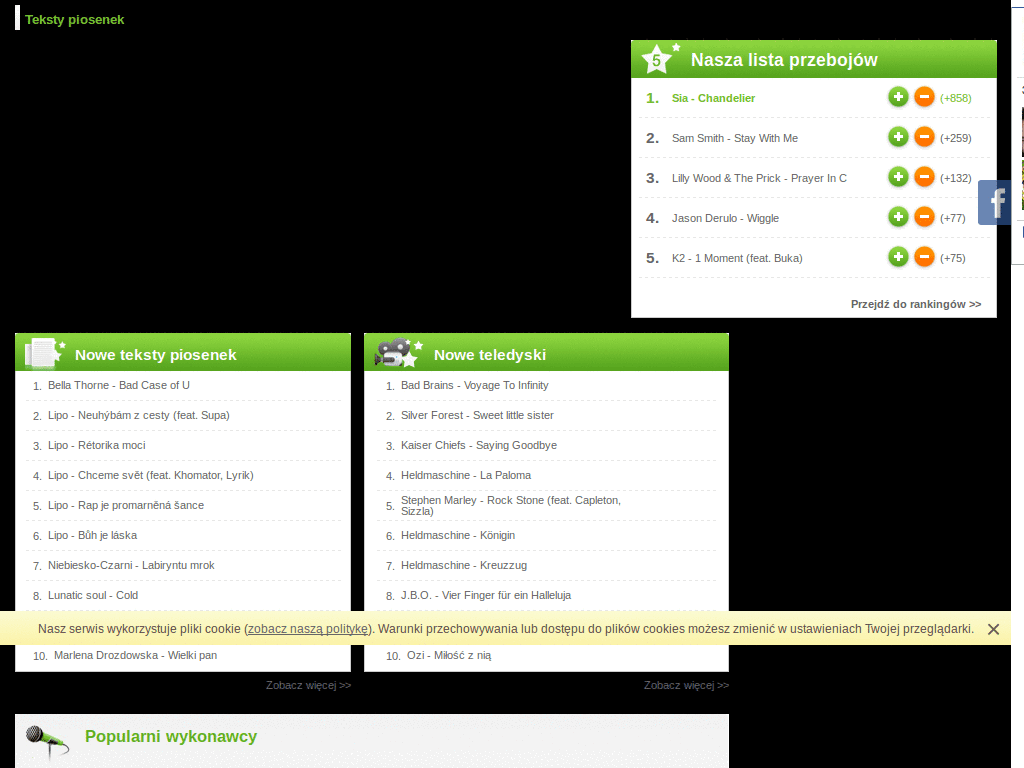 Teksty piosenek
5
Nasza lista przebojów
1. Sia - Chandelier (+858)
2. Sam Smith - Stay With Me (+259)
3. Lilly Wood & The Prick - Prayer In C (+132)
4. Jason Derulo - Wiggle (+77)
5. K2 - 1 Moment (feat. Buka) (+75)
Przejdź do rankingów >>
f
Nowe teksty piosenek
1. Bella Thorne - Bad Case of U
2. Lipo - Neuhýbám z cesty (feat. Supa)
3. Lipo - Rétorika moci
4. Lipo - Chceme svět (feat. Khomator, Lyrik)
5. Lipo - Rap je promarněná šance
6. Lipo - Bůh je láska
7. Niebiesko-Czarni - Labiryntu mrok
8. Lunatic soul - Cold
10. Marlena Drozdowska - Wielki pan
Zobacz więcej >>
Nowe teledyski
1. Bad Brains - Voyage To Infinity
2. Silver Forest - Sweet little sister
3. Kaiser Chiefs - Saying Goodbye
4. Heldmaschine - La Paloma
5. Stephen Marley - Rock Stone (feat. Capleton,
Sizzla)
6. Heldmaschine - Königin
7. Heldmaschine - Kreuzzug
8. J.B.O. - Vier Finger für ein Halleluja
10. Ozi - Miłość z nią
Zobacz więcej >>
Nasz serwis wykorzystuje pliki cookie (zobacz naszą politykę). Warunki przechowywania lub dostępu do plików cookies możesz zmienić w ustawieniach Twojej przeglądarki.
Popularni wykonawcy